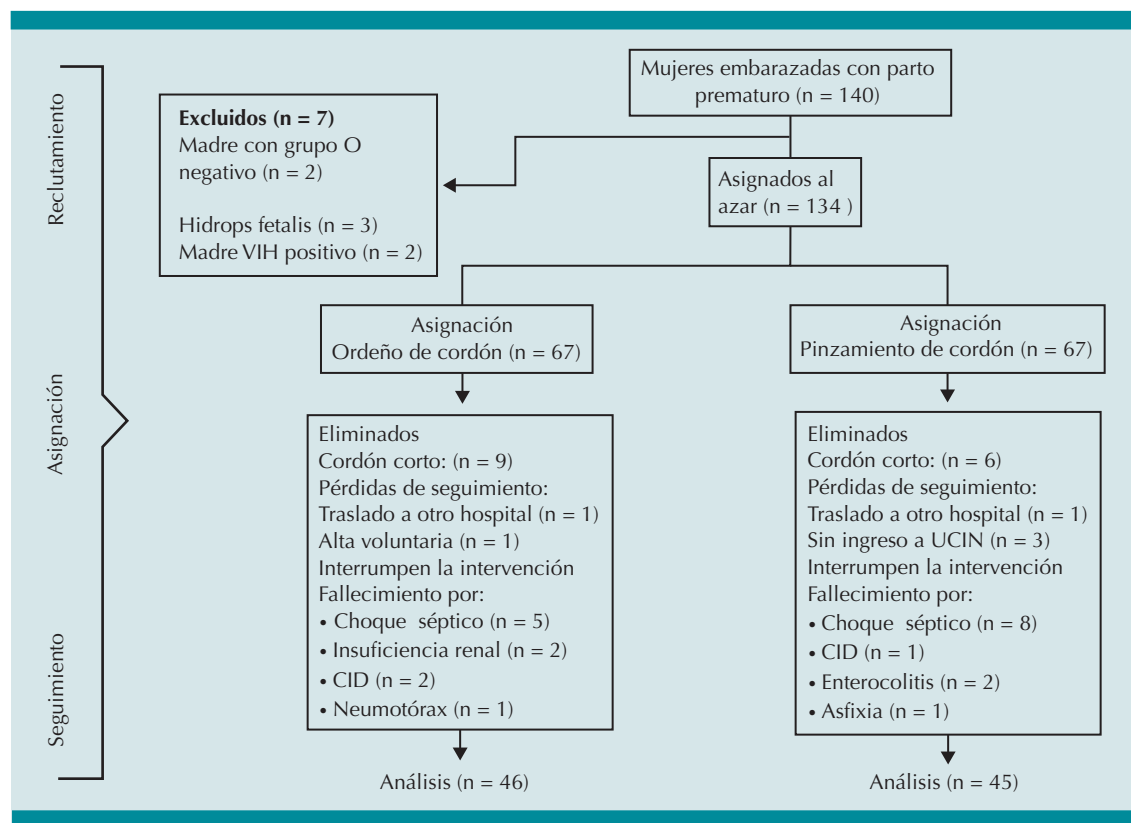 Reclutamiento
Asignación
Seguimiento
Mujeres embarazadas con parto
prematuro (n = 140)
Excluidos (n = 7)
Madre con grupo O
negativo (n = 2)
Hidrops fetalis (n = 3)
Madre VIH positivo (n = 2)
Asignados al
azar (n = 134 )
Asignación
Ordeño de cordón (n = 67)
Asignación
Pinzamiento de cordón (n = 67)
Eliminados
Cordón corto: (n = 9)
Pérdidas de seguimiento:
Traslado a otro hospital (n = 1)
Alta voluntaria (n = 1)
Interrumpen la intervención
Fallecimiento por:
• Choque séptico (n = 5)
• Insuficiencia renal (n = 2)
• CID (n = 2)
• Neumotórax (n = 1)
Eliminados
Cordón corto: (n = 6)
Pérdidas de seguimiento:
Traslado a otro hospital (n = 1)
Sin ingreso a UCIN (n = 3)
Interrumpen la intervención
Fallecimiento por:
• Choque séptico (n = 8)
• CID (n = 1)
• Enterocolitis (n = 2)
• Asfixia (n = 1)
Análisis (n = 46)
Análisis (n = 45)